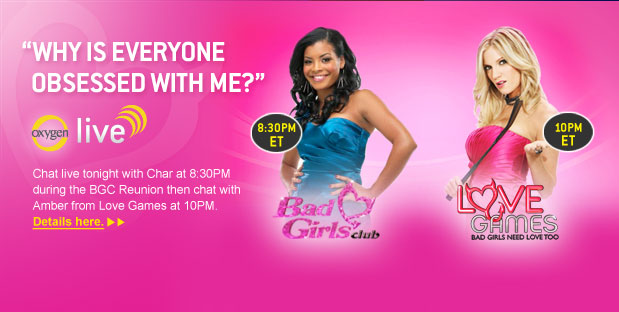 “WHY IS EVERYONE
OBSESSED WITH ME?”
oxygen live
Chat live tonight with Char at 8:30PM
during the BGC Reunion then chat with
Amber from Love Games at 10PM.
Details here.
8:30PM
ET
Bad
Girls club
10PM
ET
LOVE
GAMES
BAD GIRLS NEED LOVE TOO